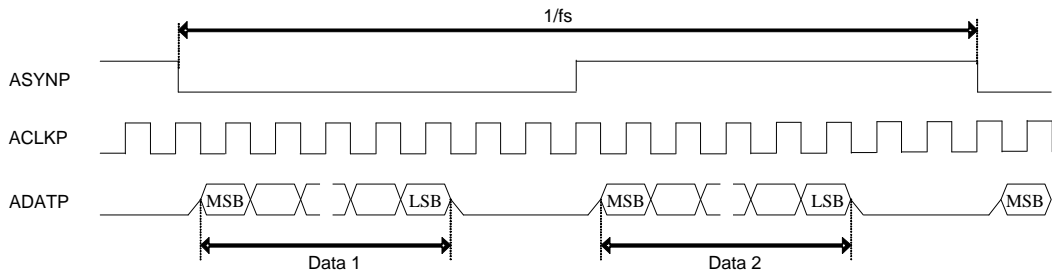 1/fs
ASYNP
ACLKP
ADATP MSB LSB MSB LSB MSB
Data 1 Data 2